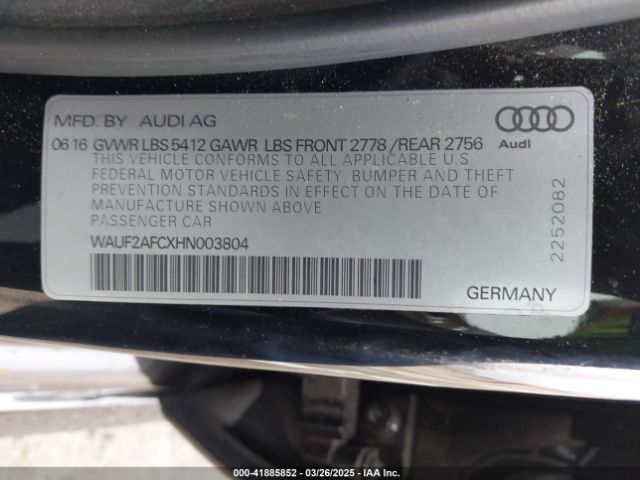 MFD. BY AUDI AG
Audi
06 16 GVWR LBS 5412 GAWR LBS FRONT 2778 /REAR 2756
THIS VEHICLE CONFORMS TO ALL APPLICABLE U.S.
FEDERAL MOTOR VEHICLE SAFETY, BUMPER AND THEFT
PREVENTION STANDARDS IN EFFECT ON THE DATE OF
MANUFACTURE SHOWN ABOVE
PASSENGER CAR
WAUF2AFCXHN003804
2252082
GERMANY
000-41885852 | 03/26/2025 | IAA, Inc.